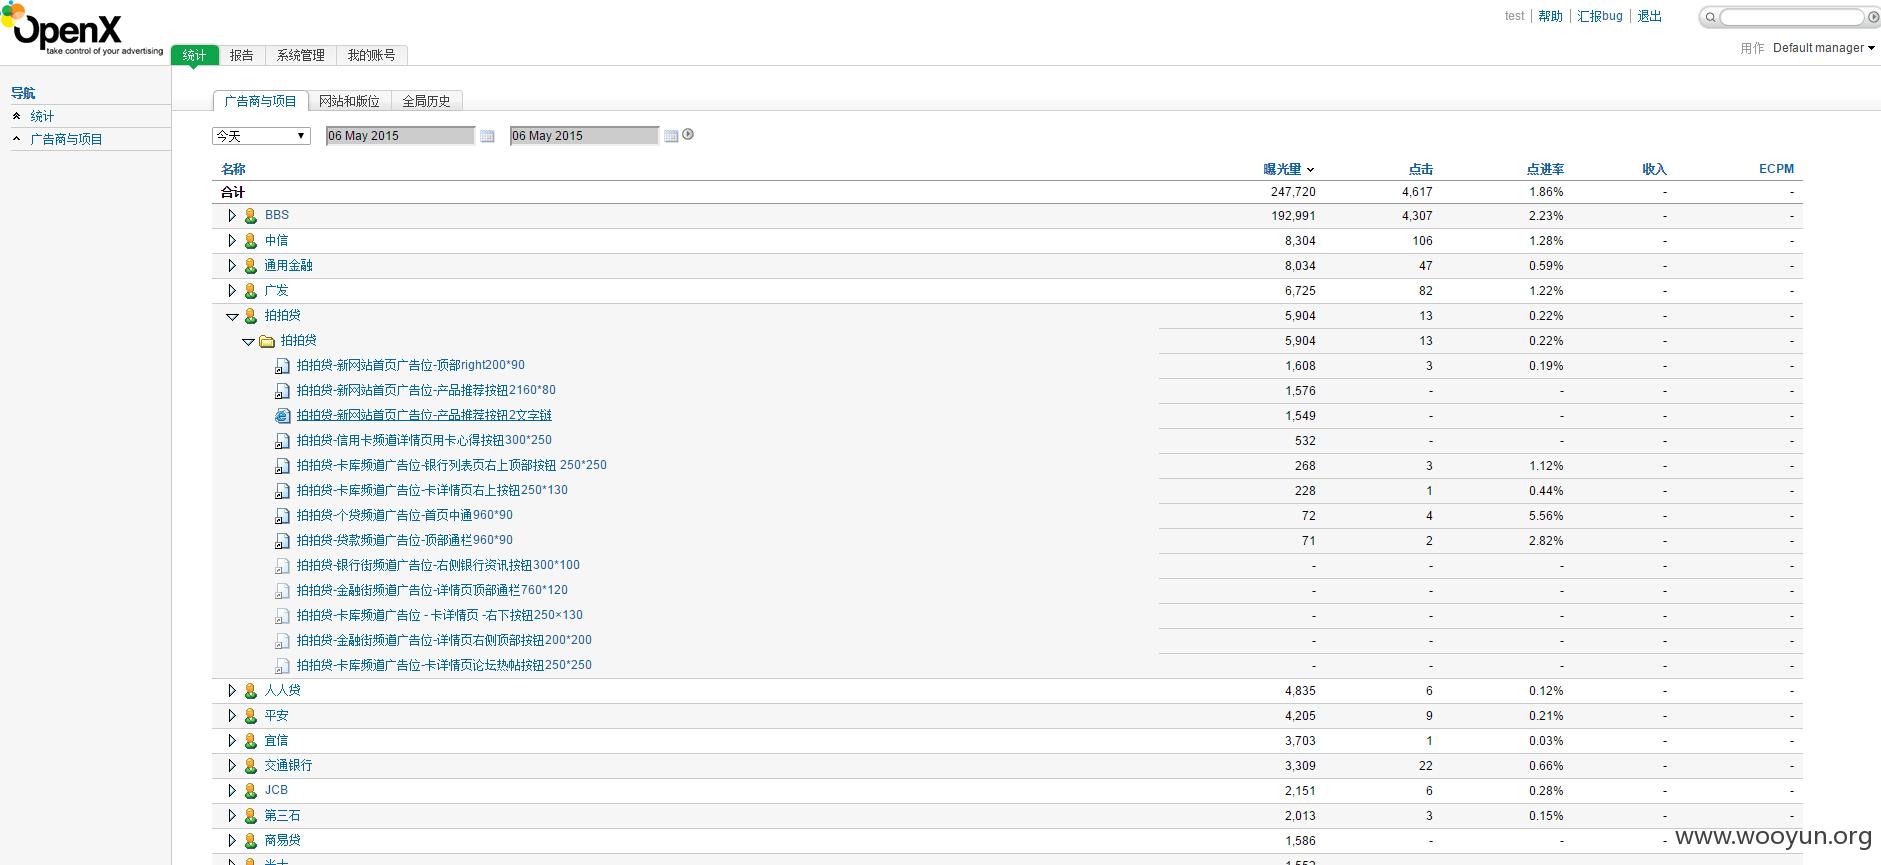 test 帮助 汇报bug 退出
OpenX
take control of your advertising
用作 Default manager
统计 报告 系统管理 我的账号
导航
统计
广告商与项目
广告商与项目 网站和版位 全局历史
今天 06 May 2015 06 May 2015
名称 曝光量 点击 点进率 收入 ECPM
合计 247,720 4,617 1.86% - -
BBS 192,991 4,307 2.23% - -
中信 8,304 106 1.28% - -
通用金融 8,034 47 0.59% - -
广发 6,725 82 1.22% - -
拍拍贷 5,904 13 0.22% - -
拍拍贷 5,904 13 0.22% - -
拍拍贷-新网站首页广告位-顶部right200*90 1,608 3 0.19% - -
拍拍贷-新网站首页广告位-产品推荐按钮2160*80 1,576 - - - -
拍拍贷-新网站首页广告位-产品推荐按钮2文字链 1,549 - - - -
拍拍贷-信用卡频道详情页用卡心得按钮300*250 532 - - - -
拍拍贷-卡库频道广告位-银行列表页右上顶部按钮 250*250 268 3 1.12% - -
拍拍贷-卡库频道广告位-卡详情页右上按钮250*130 228 1 0.44% - -
拍拍贷-个贷频道广告位-首页中通960*90 72 4 5.56% - -
拍拍贷-贷款频道广告位-顶部通栏960*90 71 2 2.82% - -
拍拍贷-银行街频道广告位-右侧银行资讯按钮300*100 - - - - -
拍拍贷-金融街频道广告位-详情页顶部通栏760*120 - - - - -
拍拍贷-卡库频道广告位 - 卡详情页 -右下按钮250×130 - - - - -
拍拍贷-金融街频道广告位-详情页右侧顶部按钮200*200 - - - - -
拍拍贷-卡库频道广告位-卡详情页论坛热帖按钮250*250 - - - - -
人人贷 4,835 6 0.12% - -
平安 4,205 9 0.21% - -
宜信 3,703 1 0.03% - -
交通银行 3,309 22 0.66% - -
JCB 2,151 6 0.28% - -
第三石 2,013 3 0.15% - -
商易贷 1,586 - - - -
www.wooyun.org